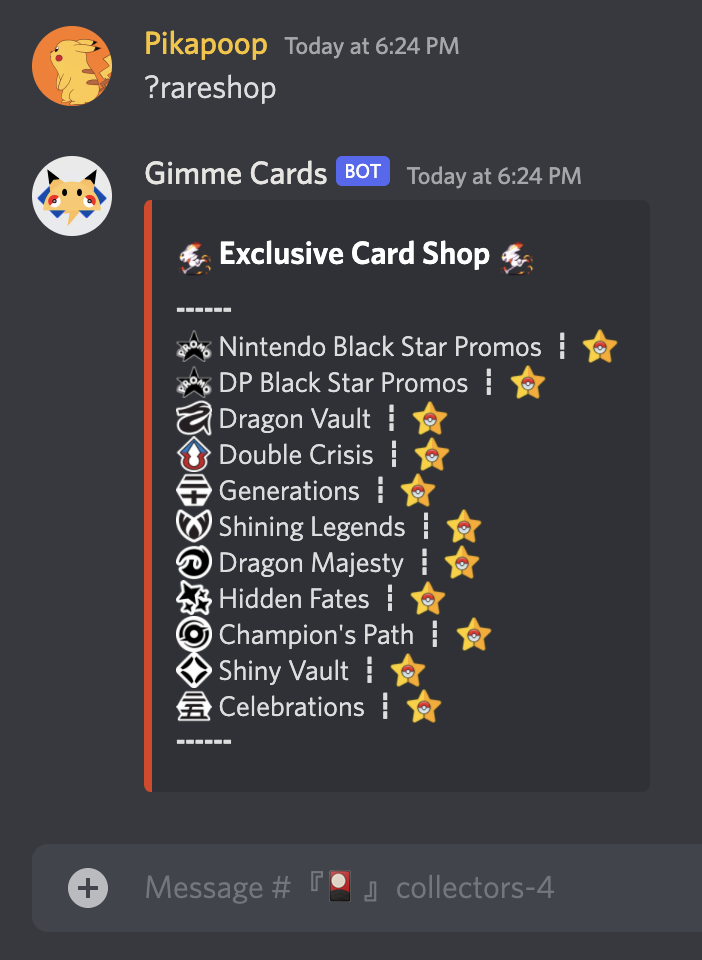 Pikapoop Today at 6:24 PM
?rareshop
Gimme Cards BOT Today at 6:24 PM
Exclusive Card Shop
------
PROMO Nintendo Black Star Promos ┋
PROMO DP Black Star Promos ┋
Dragon Vault ┋
Double Crisis ┋
Generations ┋
Shining Legends ┋
Dragon Majesty ┋
Hidden Fates ┋
Champion's Path ┋
Shiny Vault ┋
Celebrations ┋
------
Message # 『🎴』 collectors-4